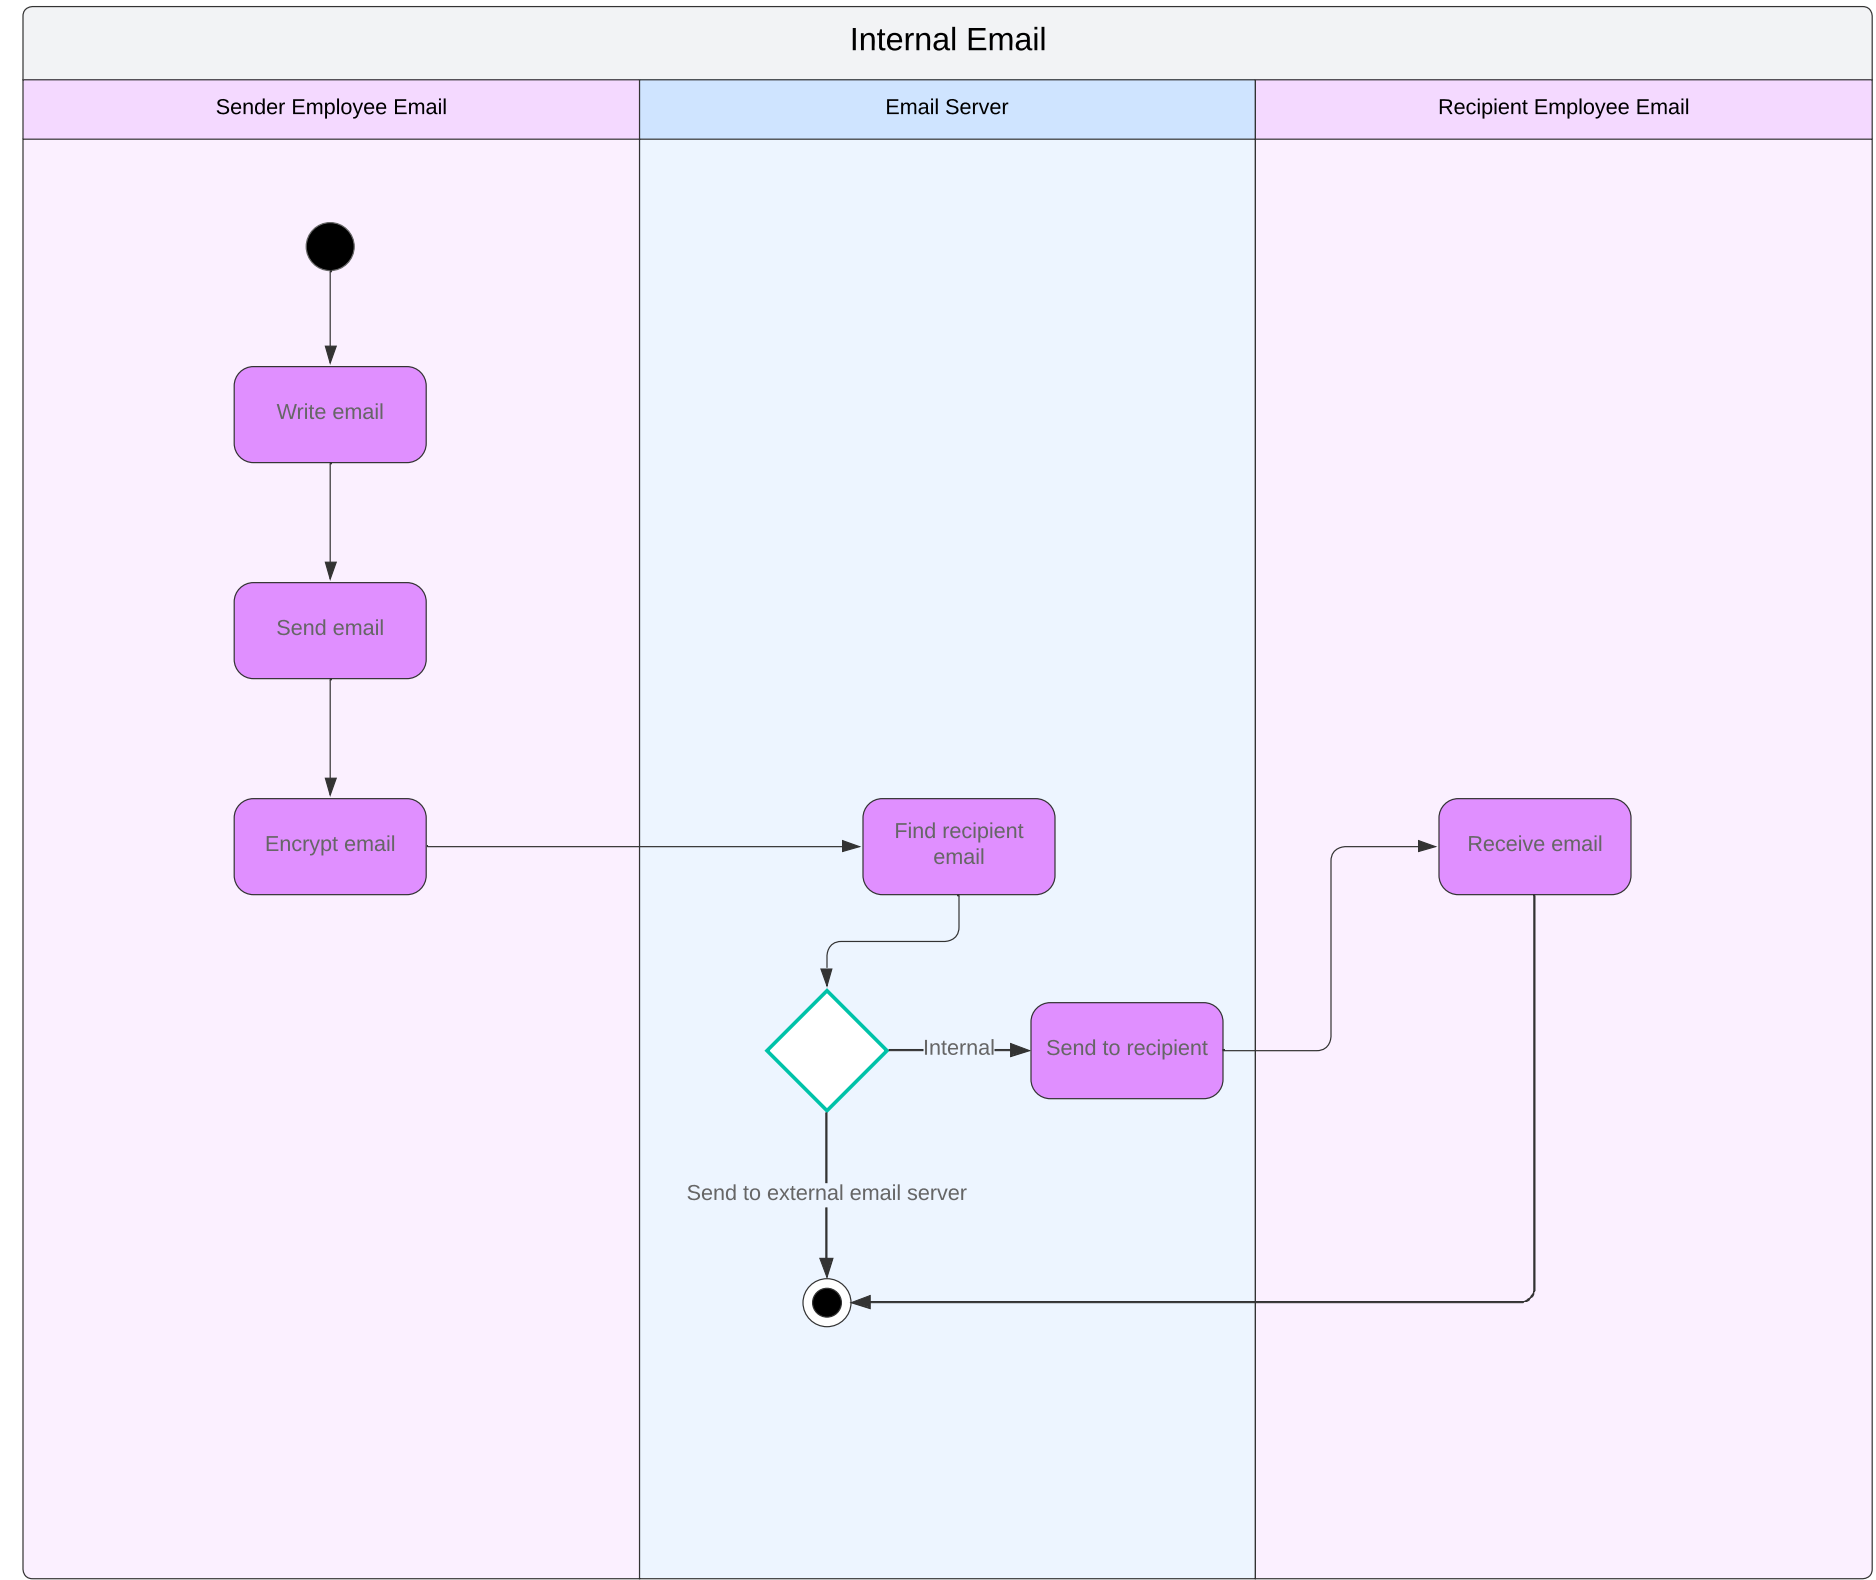 Internal Email
Sender Employee Email
Email Server
Recipient Employee Email
Write email
Send email
Encrypt email
Find recipient
email
Receive email
Internal
Send to recipient
Send to external email server